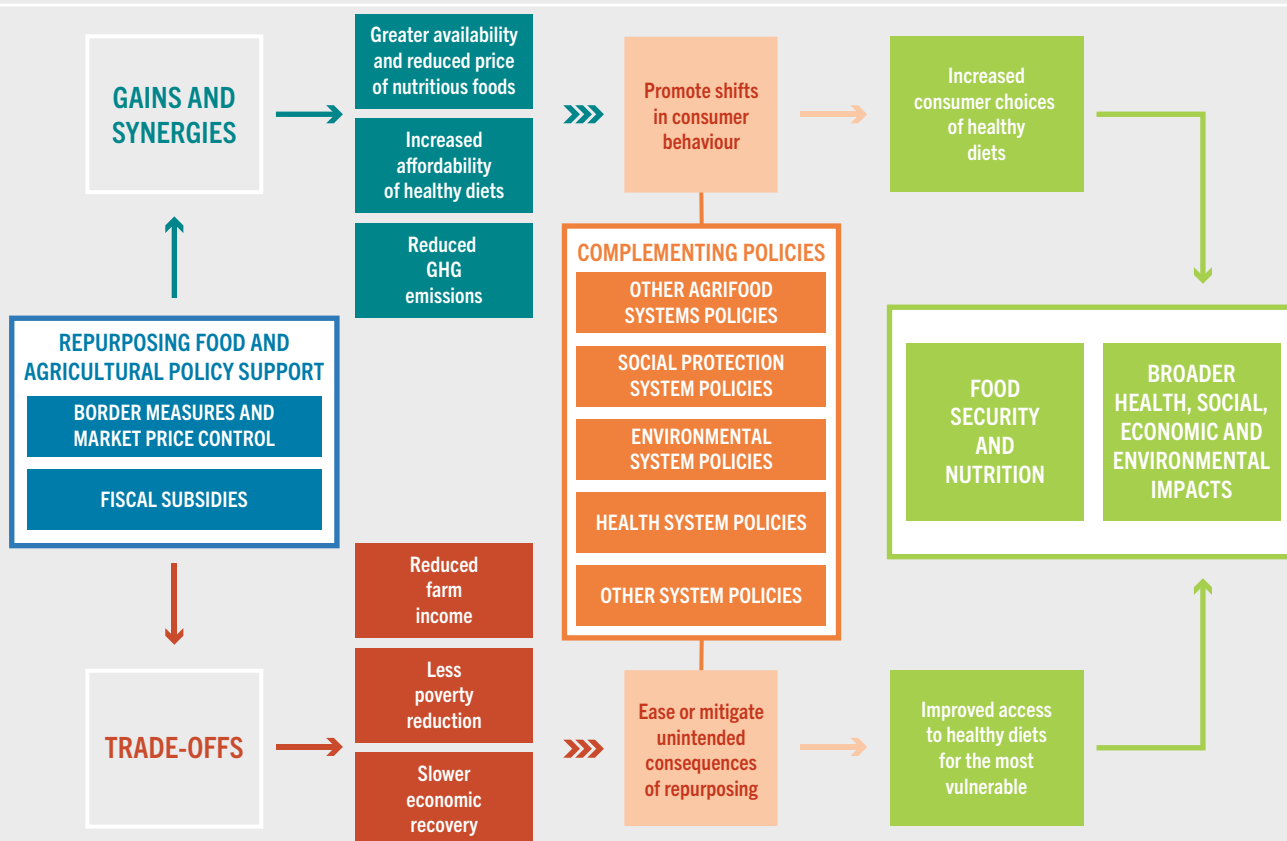 GAINS AND
SYNERGIES
Greater availability
and reduced price
of nutritious foods
Increased
affordability
of healthy diets
Reduced
GHG
emissions
Promote shifts
in consumer
behaviour
Increased
consumer choices
of healthy
diets
REPURPOSING FOOD AND
AGRICULTURAL POLICY SUPPORT
BORDER MEASURES AND
MARKET PRICE CONTROL
FISCAL SUBSIDIES
COMPLEMENTING POLICIES
OTHER AGRIFOOD
SYSTEMS POLICIES
SOCIAL PROTECTION
SYSTEM POLICIES
ENVIRONMENTAL
SYSTEM POLICIES
HEALTH SYSTEM POLICIES
OTHER SYSTEM POLICIES
FOOD
SECURITY
AND
NUTRITION
BROADER
HEALTH, SOCIAL,
ECONOMIC AND
ENVIRONMENTAL
IMPACTS
TRADE-OFFS
Reduced
farm
income
Less
poverty
reduction
Slower
economic
recovery
Ease or mitigate
unintended
consequences
of repurposing
Improved access
to healthy diets
for the most
vulnerable